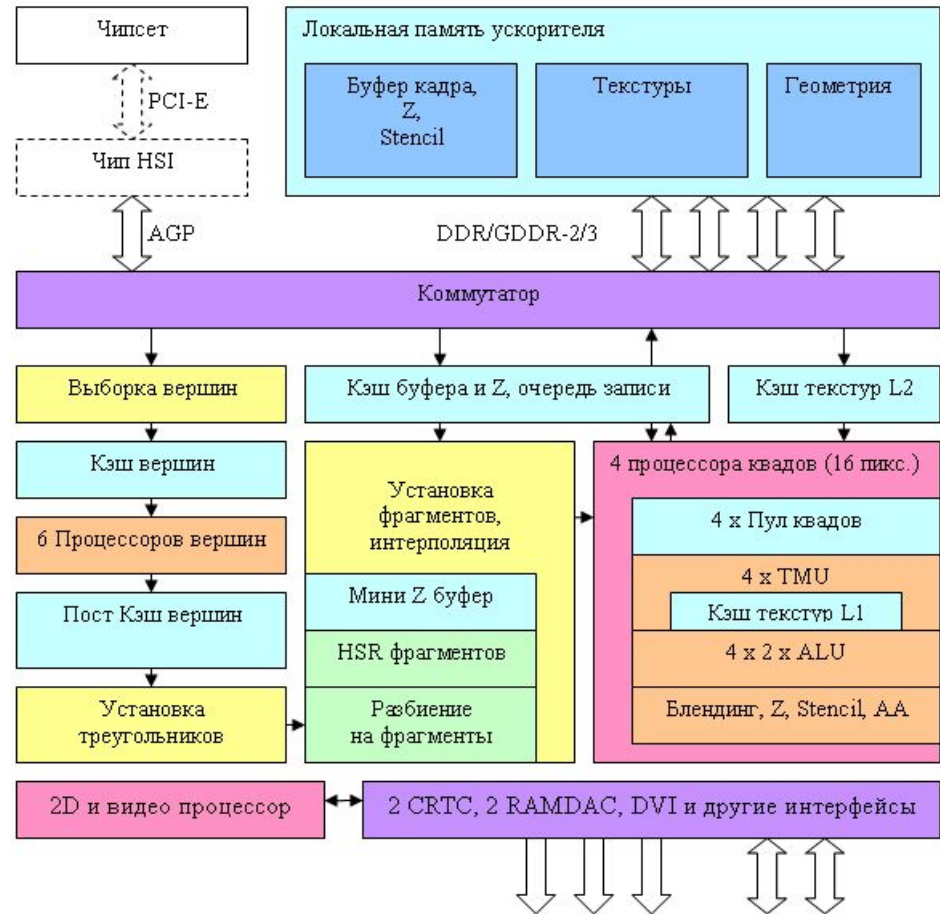 Чипсет
PCI-E
Чип HSI
AGP
Локальная память ускорителя
Буфер кадра,
Z,
Stencil
Текстуры
Геометрия
DDR/GDDR-2/3
Коммутатор
Выборка вершин
Кэш вершин
6 Процессоров вершин
Пост Кэш вершин
Установка
треугольников
Кэш буфера и Z, очередь записи
Установка
фрагментов,
интерполяция
Мини Z буфер
HSR фрагментов
Разбиение
на фрагменты
Кэш текстур L2
4 процессора квадов (16 пикс.)
4 x Пул квадов
4 x TMU
Кэш текстур L1
4 x 2 x ALU
Блендинг, Z, Stencil, AA
2D и видео процессор
2 CRTC, 2 RAMDAC, DVI и другие интерфейсы